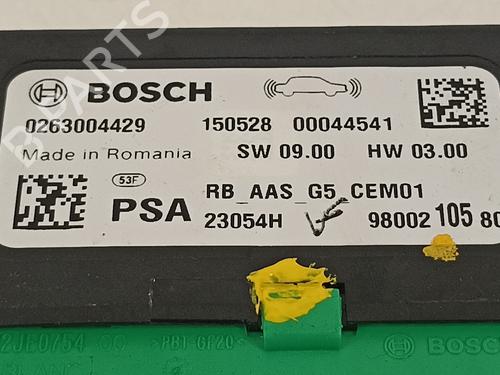 BOSCH
0263004429 150528 00044541
Made in Romania SW 09.00 HW 03.00
53F RB_AAS_G5_CEM01
PSA 23054H 98002 105 80
BOSCH